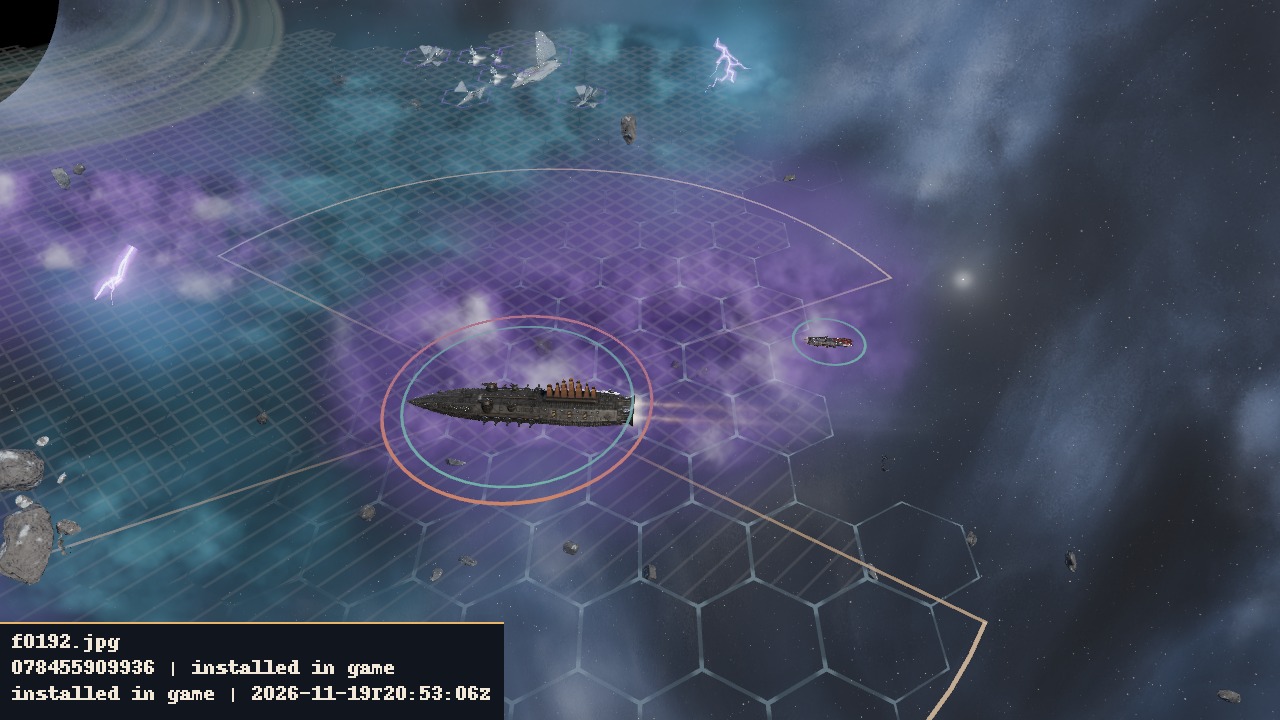 f0192.jpg
078455909936 | installed in game
installed in game | 2026-11-19T20:53:06Z